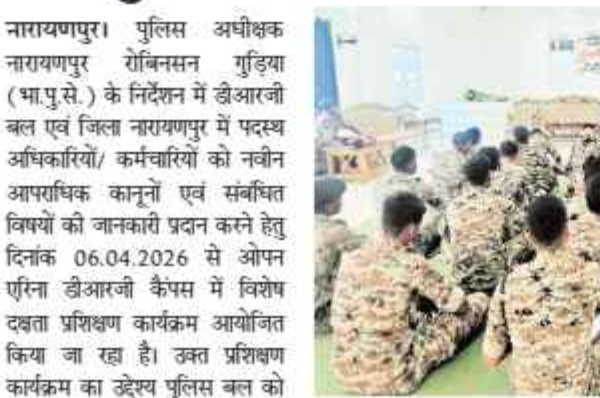 नारायणपुर। पुलिस अधीक्षक
नारायणपुर रोबिनसन गुड़िया
(भा.पु.से.) के निर्देशन में डीआरजी
बल एवं जिला नारायणपुर में पदस्थ
अधिकारियों/ कर्मचारियों को नवीन
आपराधिक कानूनों एवं संबंधित
विषयों की जानकारी प्रदान करने हेतु
दिनांक 06.04.2026 से ओपन
एरिना डीआरजी कैंपस में विशेष
दक्षता प्रशिक्षण कार्यक्रम आयोजित
किया जा रहा है। उक्त प्रशिक्षण
कार्यक्रम का उद्देश्य पुलिस बल को